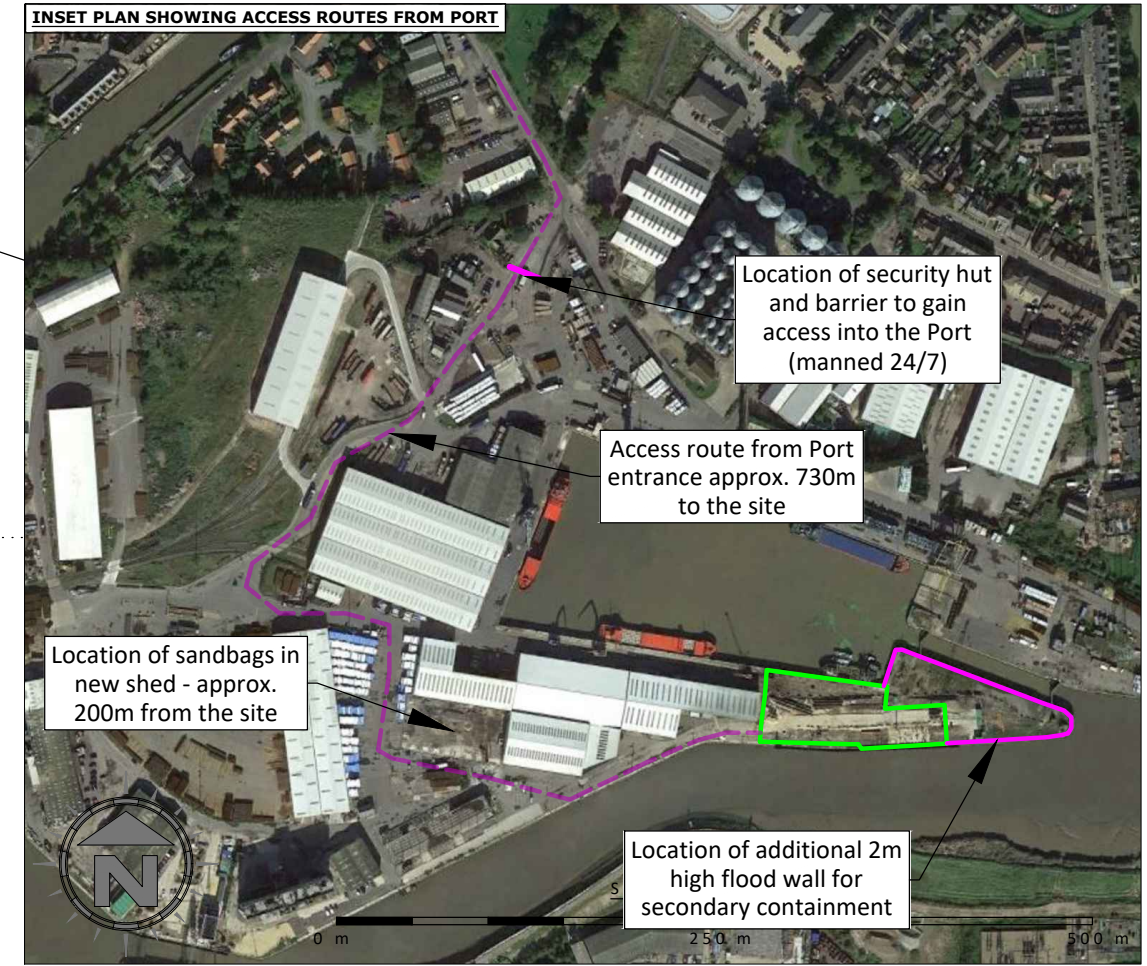 INSET PLAN SHOWING ACCESS ROUTES FROM PORT
Location of security hut
and barrier to gain
access into the Port
(manned 24/7)
Access route from Port
entrance approx. 730m
to the site
Location of sandbags in
new shed - approx.
200m from the site
Location of additional 2m
high flood wall for
secondary containment
N
S
0 m
250 m
500 m